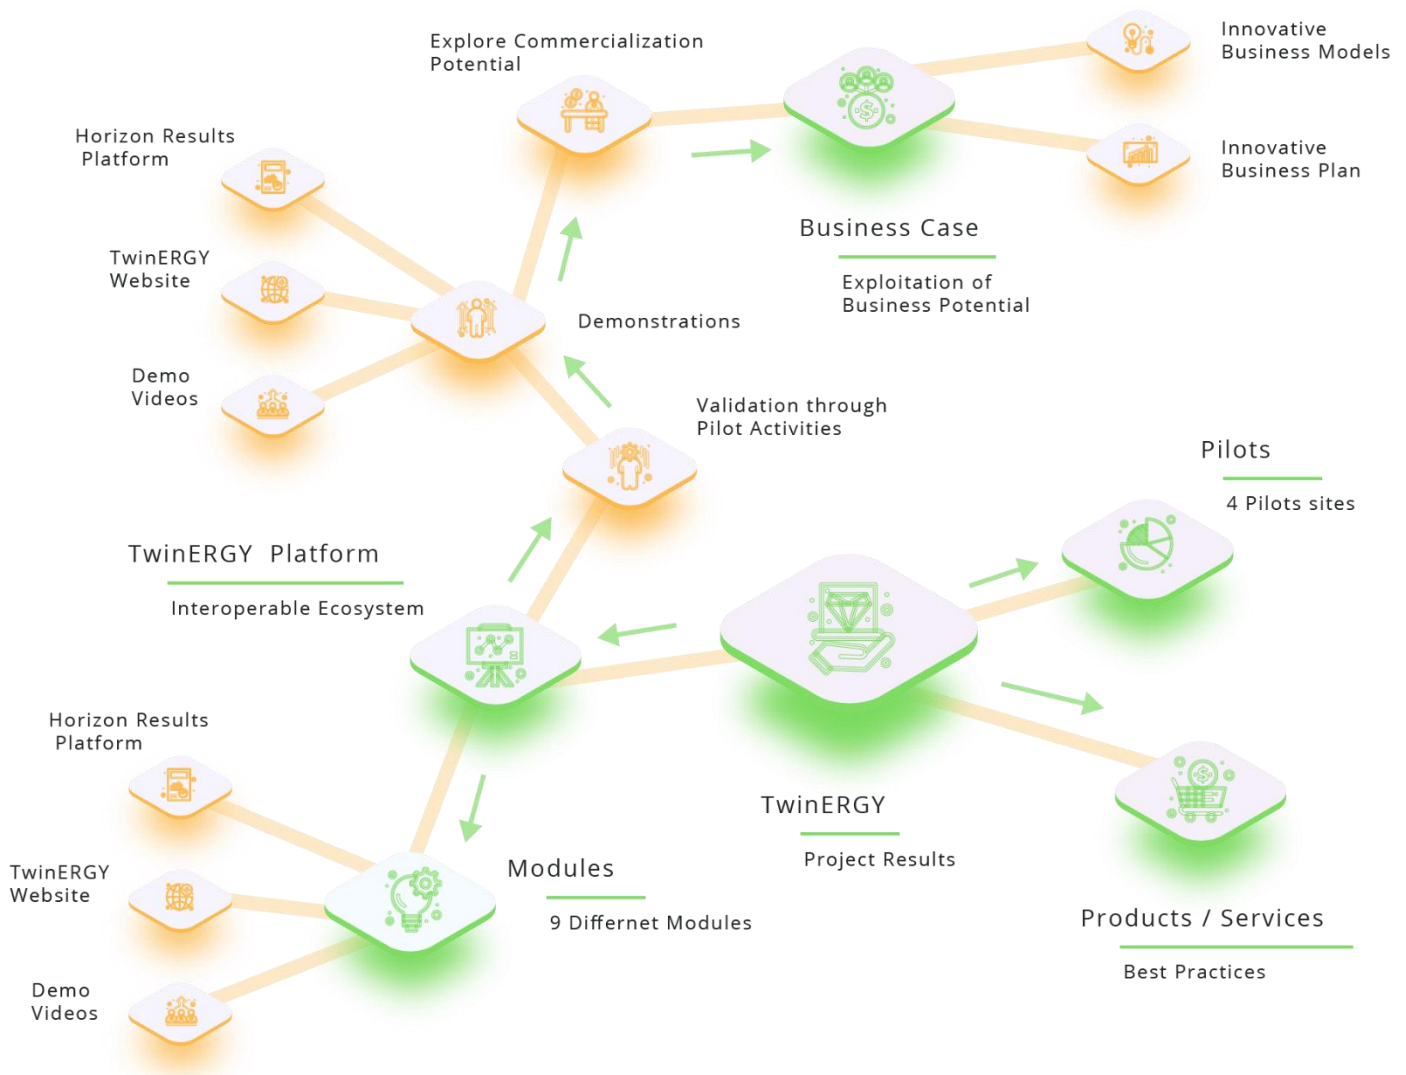 Explore Commercialization
Potential
Innovative
Business Models
Horizon Results
Platform
Innovative
Business Plan
Business Case
Exploitation of
Business Potential
TwinERGY
Website
Demonstrations
Demo
Videos
Validation through
Pilot Activities
Pilots
4 Pilots sites
TwinERGY Platform
Interoperable Ecosystem
Horizon Results
Platform
TwinERGY
Project Results
Modules
9 Differnet Modules
TwinERGY
Website
Products / Services
Best Practices
Demo
Videos